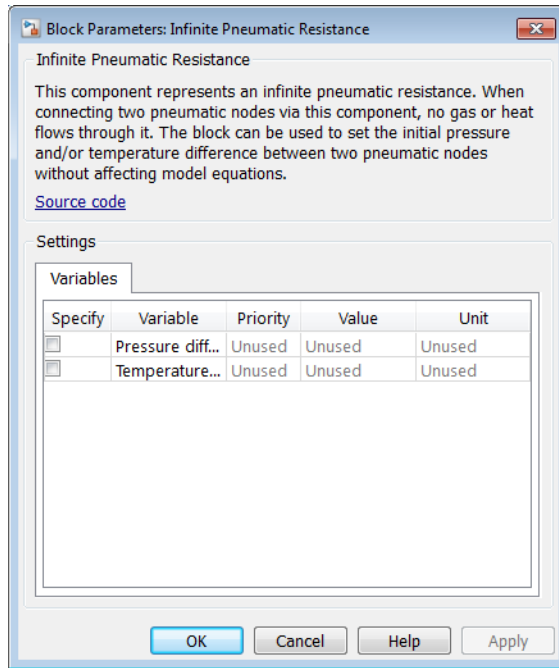 Block Parameters: Infinite Pneumatic Resistance
Infinite Pneumatic Resistance
This component represents an infinite pneumatic resistance. When
connecting two pneumatic nodes via this component, no gas or heat
flows through it. The block can be used to set the initial pressure
and/or temperature difference between two pneumatic nodes
without affecting model equations.
Source code
Settings
Variables
Specify Variable Priority Value Unit
Pressure diff... Unused Unused Unused
Temperature... Unused Unused Unused
OK Cancel Help Apply